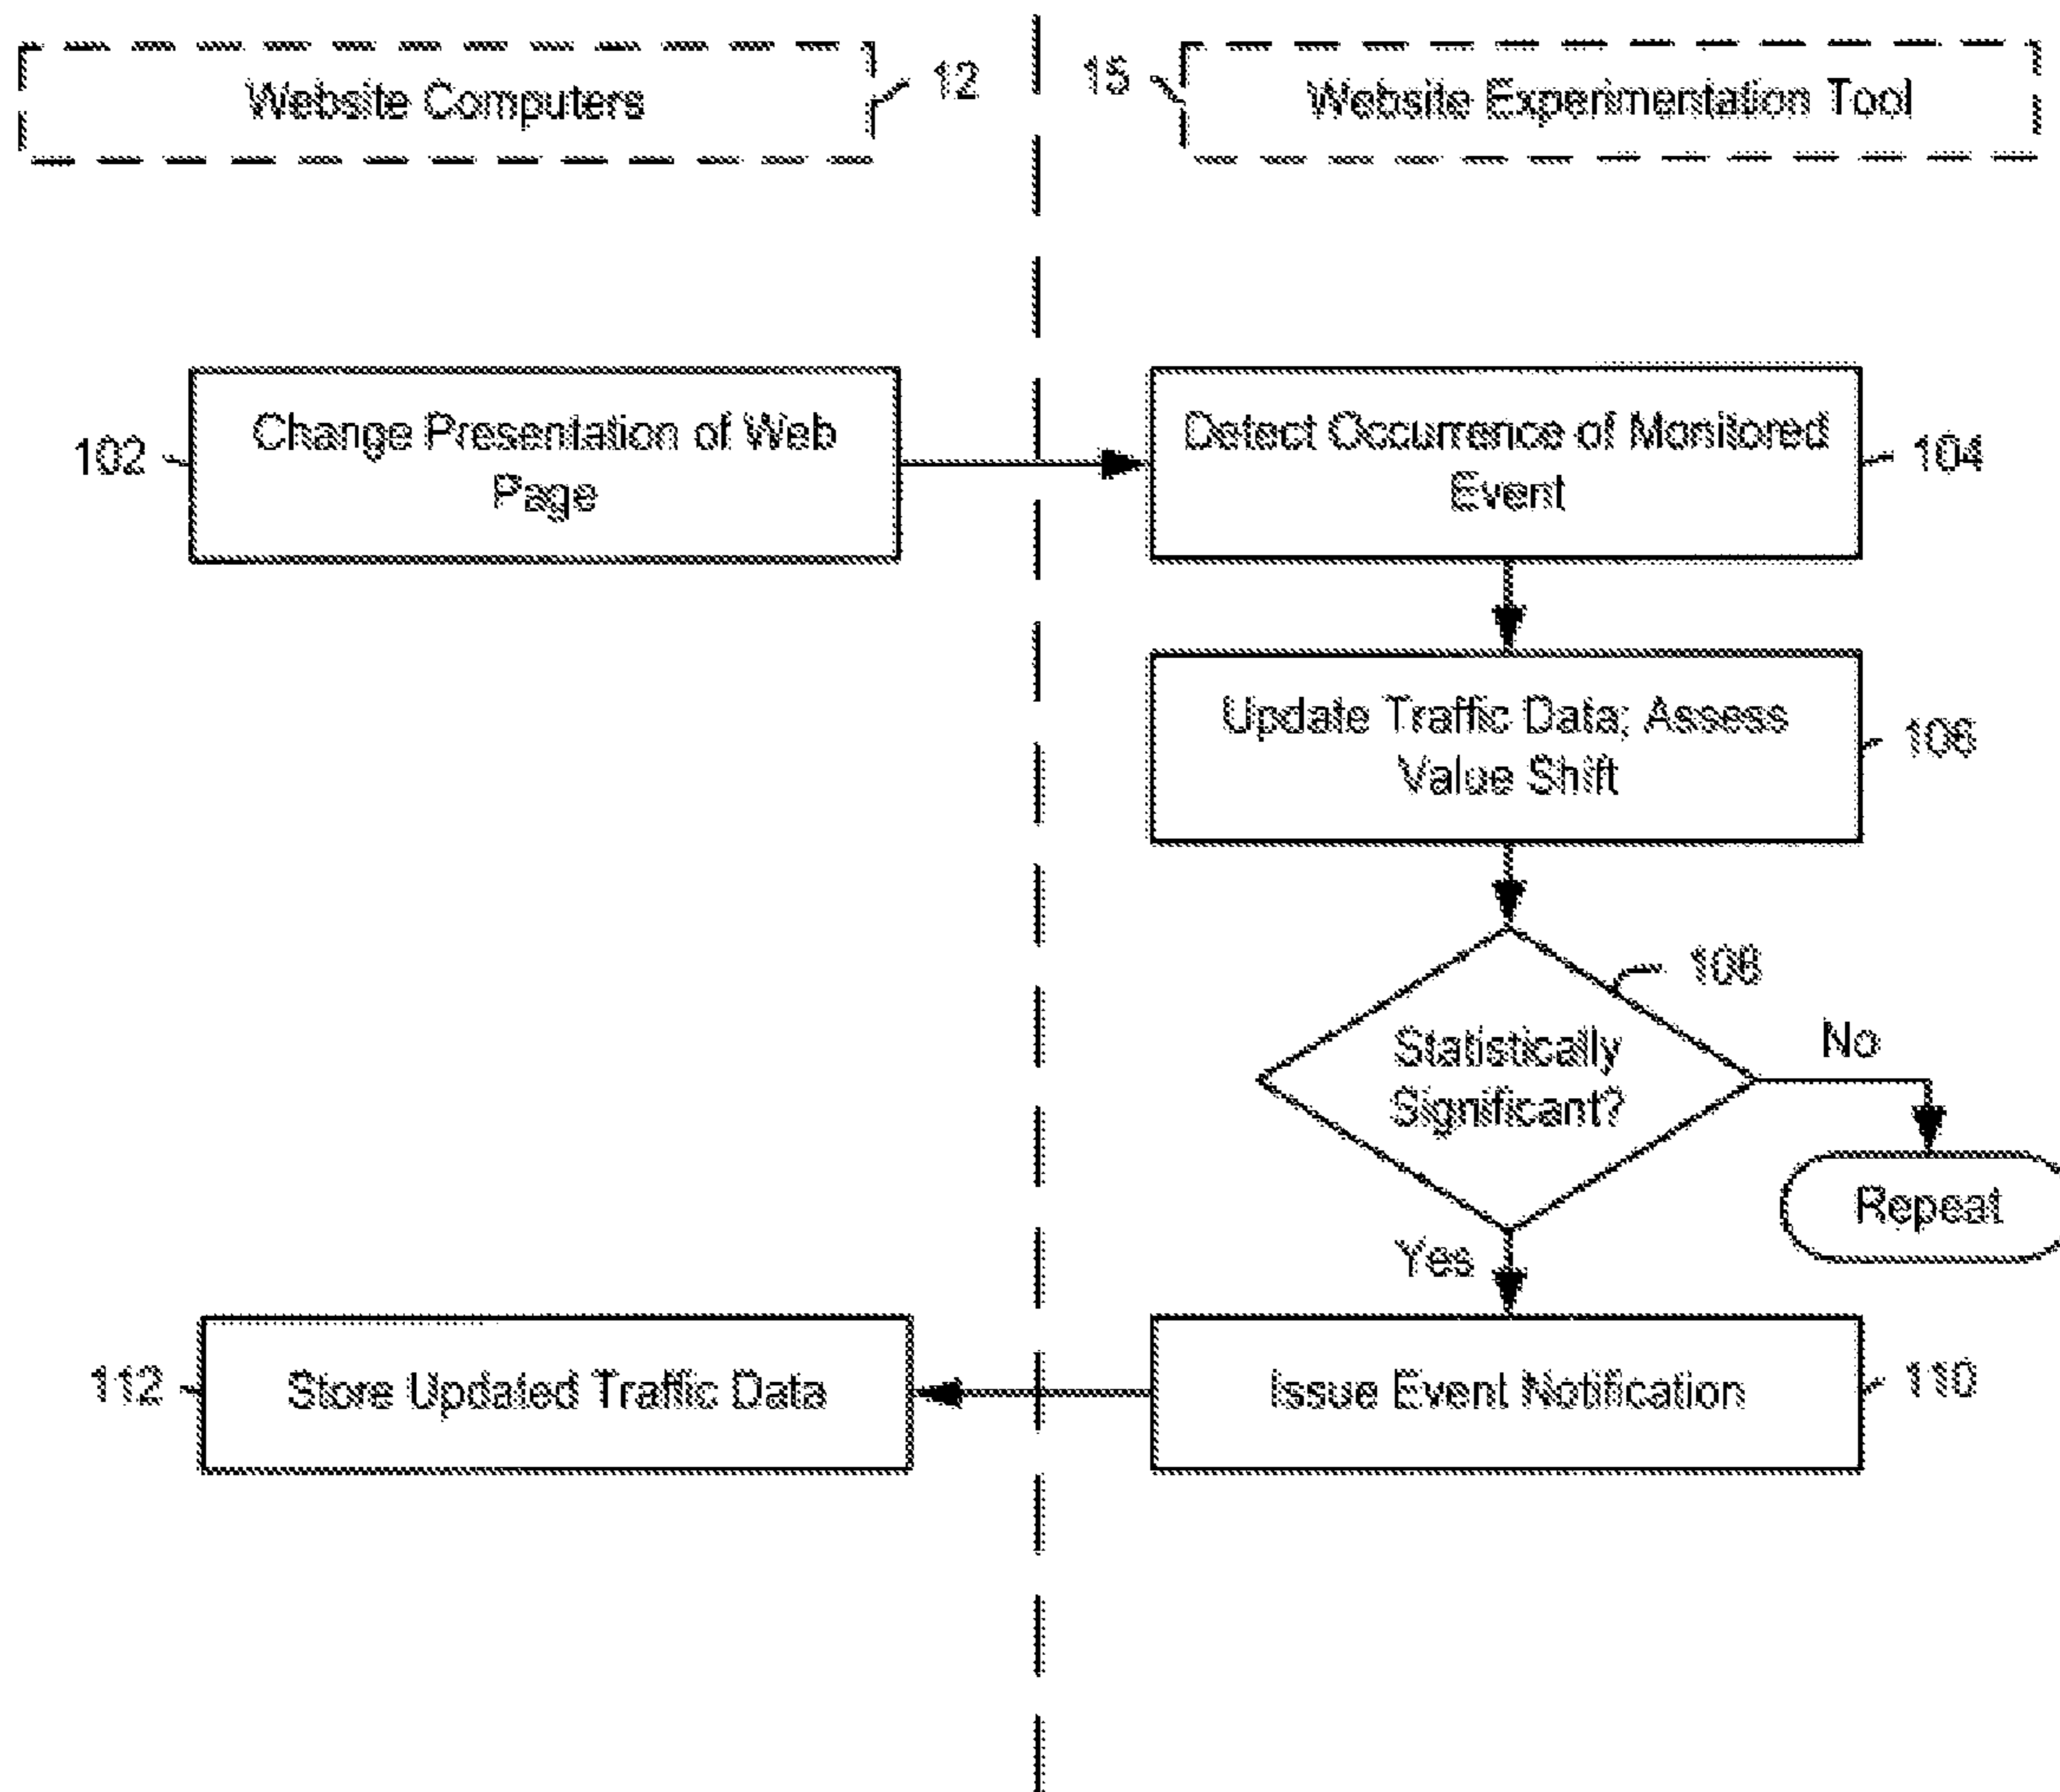 Website Computers
12
15
Website Experimentation Tool
102
Change Presentation of Web
Page
Detect Occurrence of Monitored
Event
104
Update Traffic Data; Assess
Value Shift
106
108
Statistically
Significant?
No
Repeat
Yes
112
Store Updated Traffic Data
Issue Event Notification
110